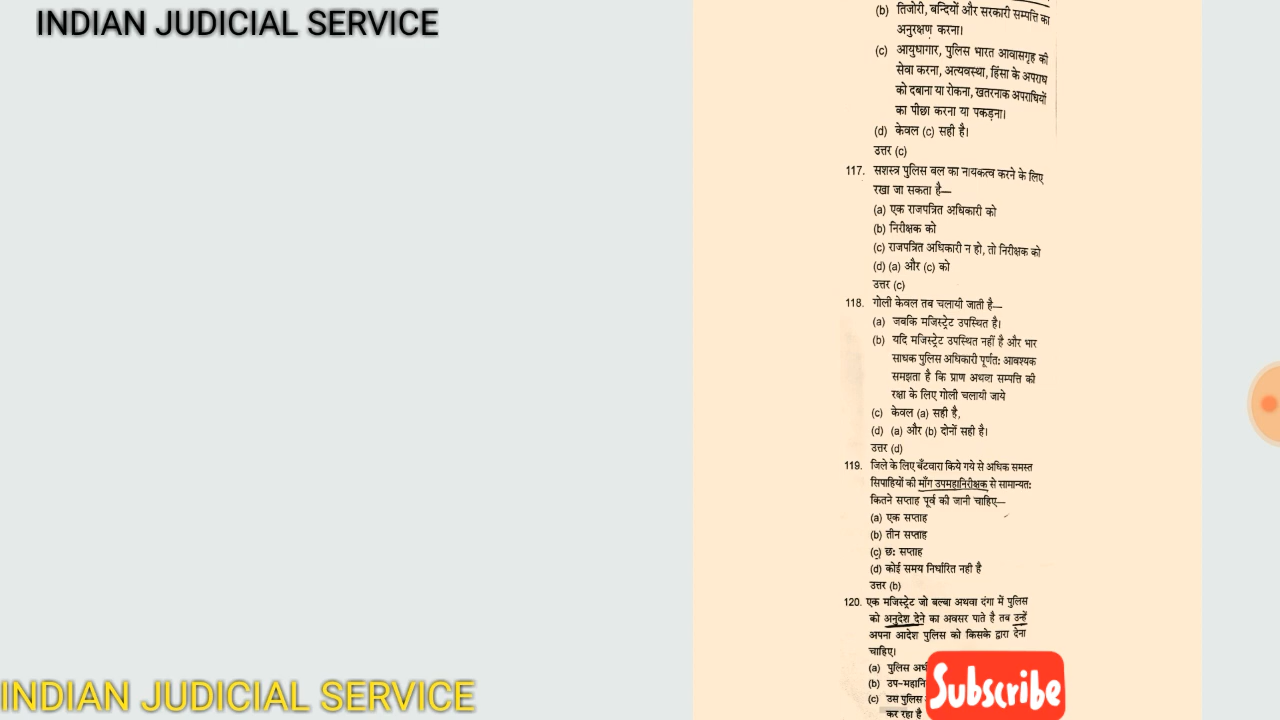 INDIAN JUDICIAL SERVICE
(b) तिजोरी, बन्दियों और सरकारी सम्पत्ति का
अनुरक्षण करना।
(c) आयुधागार, पुलिस भारत आवासगृह की
सेवा करना, अत्यवस्था, हिंसा के अपराध
को दबाना या रोकना, खतरनाक अपराधियों
का पीछा करना या पकड़ना।
(d) केवल (c) सही है।
उत्तर (c)
117. सशस्त्र पुलिस बल का नायकत्व करने के लिए
रखा जा सकता है—
(a) एक राजपत्रित अधिकारी को
(b) निरीक्षक को
(c) राजपत्रित अधिकारी न हो, तो निरीक्षक को
(d) (a) और (c) को
उत्तर (c)
118. गोली केवल तब चलायी जाती है—
(a) जबकि मजिस्ट्रेट उपस्थित है।
(b) यदि मजिस्ट्रेट उपस्थित नहीं है और भार
साधक पुलिस अधिकारी पूर्णत: आवश्यक
समझता है कि प्राण अथवा सम्पत्ति की
रक्षा के लिए गोली चलायी जाये
(c) केवल (a) सही है,
(d) (a) और (b) दोनों सही है।
उत्तर (d)
119. जिले के लिए बँटवारा किये गये से अधिक समस्त
सिपाहियों की माँग उपमहानिरीक्षक से सामान्यत:
कितने सप्ताह पूर्व की जानी चाहिए—
(a) एक सप्ताह
(b) तीन सप्ताह
(c) छ: सप्ताह
(d) कोई समय निर्धारित नही है
उत्तर (b)
120. एक मजिस्ट्रेट जो बल्बा अथवा दंगा में पुलिस
को अनुदेश देने का अवसर पाते है तब उन्हें
अपना आदेश पुलिस को किसके द्वारा देना
चाहिए।
(a) पुलिस
(b) उप-महानि
(c) उस पुलिस
कर रहा है
Subscribe
INDIAN JUDICIAL SERVICE